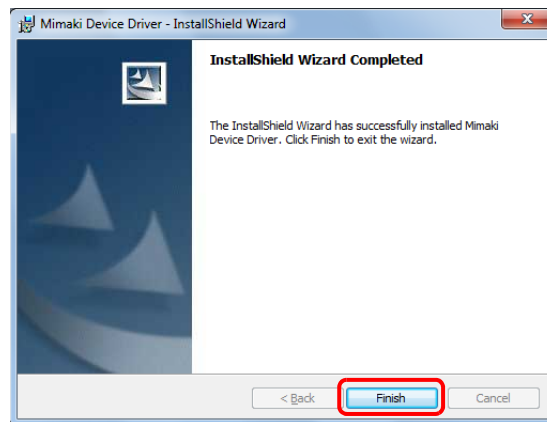 Mimaki Device Driver - InstallShield Wizard
InstallShield Wizard Completed
The InstallShield Wizard has successfully installed Mimaki
Device Driver. Click Finish to exit the wizard.
< Back
Finish
Cancel